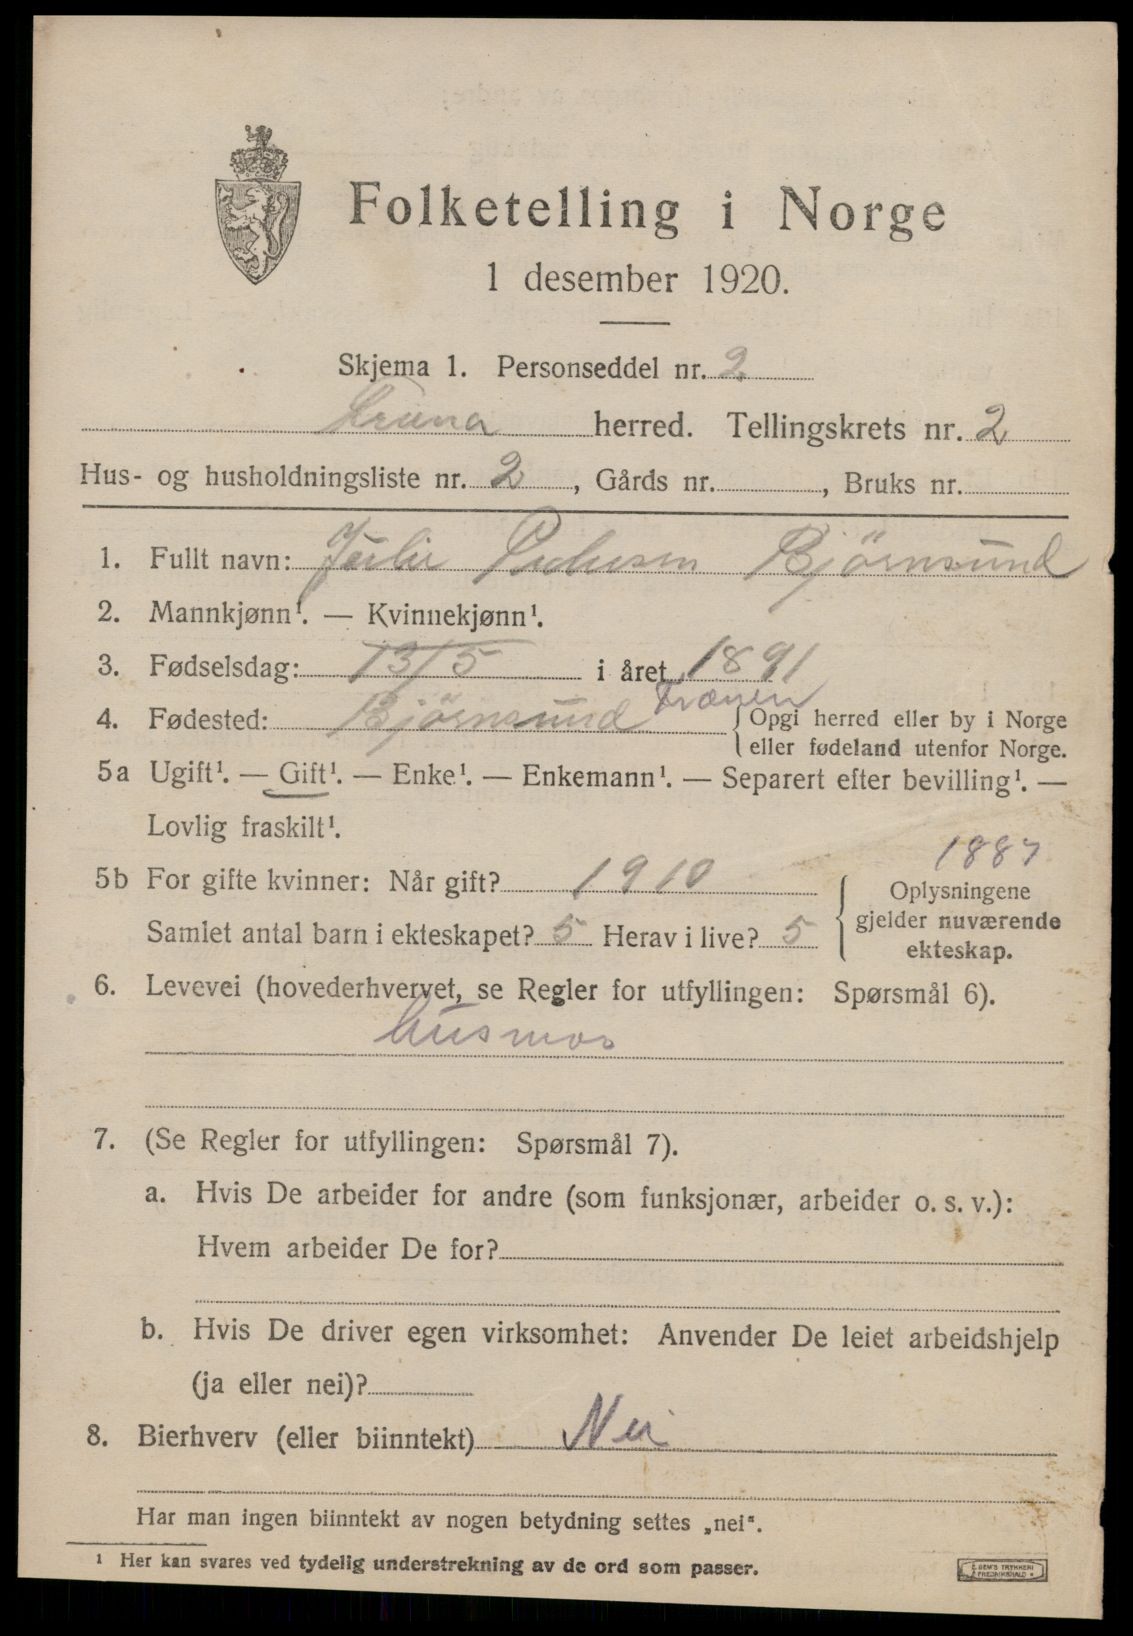 Folketelling i Norge
1 desember 1920.
Skjema 1. Personseddel nr. 2
herred. Tellingskrets nr. 2
Hus- og husholdningsliste nr. 2, Gårds nr. , Bruks nr.
1. Fullt navn: Julie Pedersen Bjørnsund
2. Mannkjønn¹. — Kvinnekjønn¹.
3. Fødselsdag: 13/5 i året 1891
Frænen
4. Fødested: Bjørnsund Opgi herred eller by i Norge
eller fødeland utenfor Norge.
5a Ugift¹. — Gift¹. — Enke¹. — Enkemann¹. — Separert efter bevilling¹. —
Lovlig fraskilt¹.
1887
5b For gifte kvinner: Når gift? 1910 Oplysningene
gjelder nuværende
Samlet antal barn i ekteskapet? 5 Herav i live? 5 ekteskap.
6. Levevei (hovederhvervet, se Regler for utfyllingen: Spørsmål 6).
husmor
7. (Se Regler for utfyllingen: Spørsmål 7).
a. Hvis De arbeider for andre (som funksjonær, arbeider o. s. v.):
Hvem arbeider De for?
b. Hvis De driver egen virksomhet: Anvender De leiet arbeidshjelp
(ja eller nei)?
8. Bierhverv (eller biinntekt) Nei
Har man ingen biinntekt av nogen betydning settes „nei“.
¹ Her kan svares ved tydelig understrekning av de ord som passer.
E. SEM'S TRYKKERI
FREDRIKSHALD